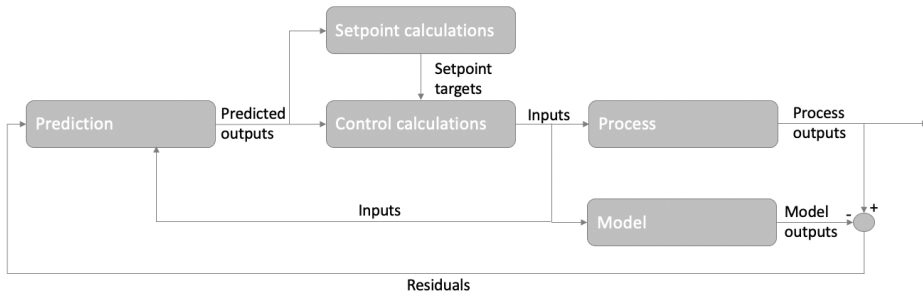 Setpoint calculations
Setpoint
targets
Prediction
Predicted
outputs
Control calculations
Inputs
Process
Process
outputs
Inputs
Model
Model
outputs
-
+
Residuals